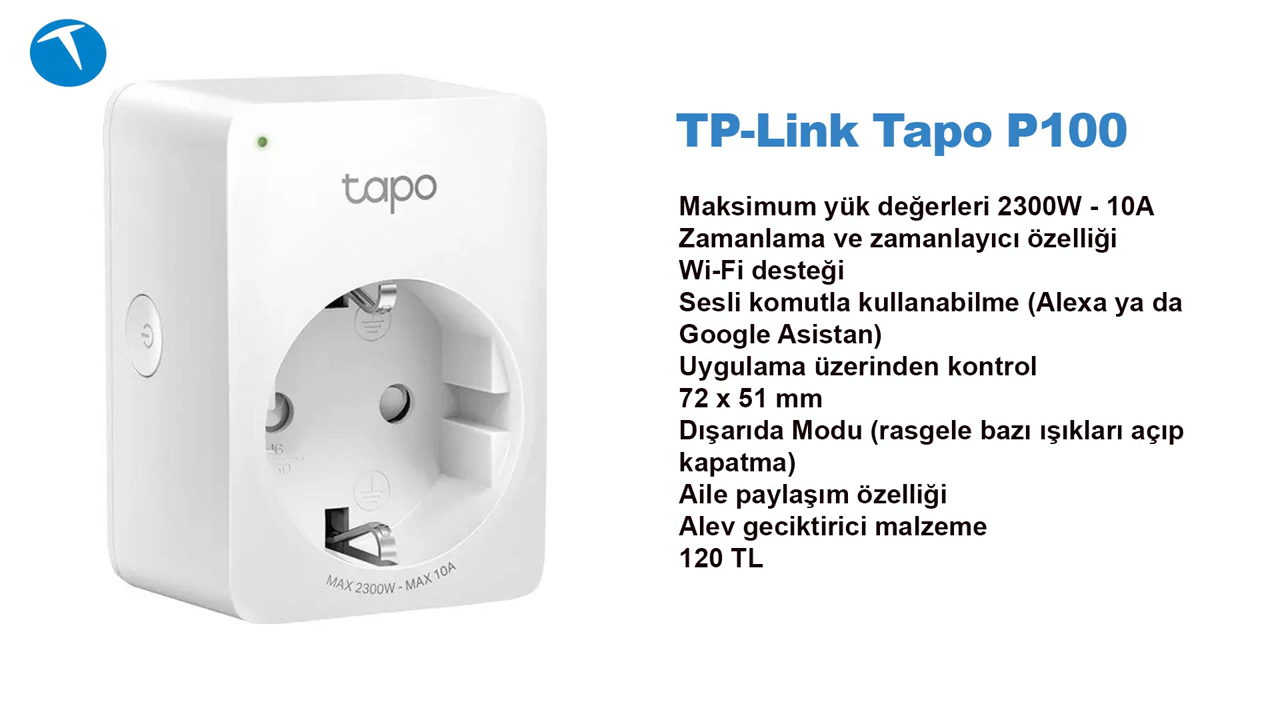 tapo
MAX 2300W - MAX 10A
TP-Link Tapo P100
Maksimum yük değerleri 2300W - 10A
Zamanlama ve zamanlayıcı özelliği
Wi-Fi desteği
Sesli komutla kullanabilme (Alexa ya da
Google Asistan)
Uygulama üzerinden kontrol
72 x 51 mm
Dışarıda Modu (rasgele bazı ışıkları açıp
kapatma)
Aile paylaşım özelliği
Alev geciktirici malzeme
120 TL